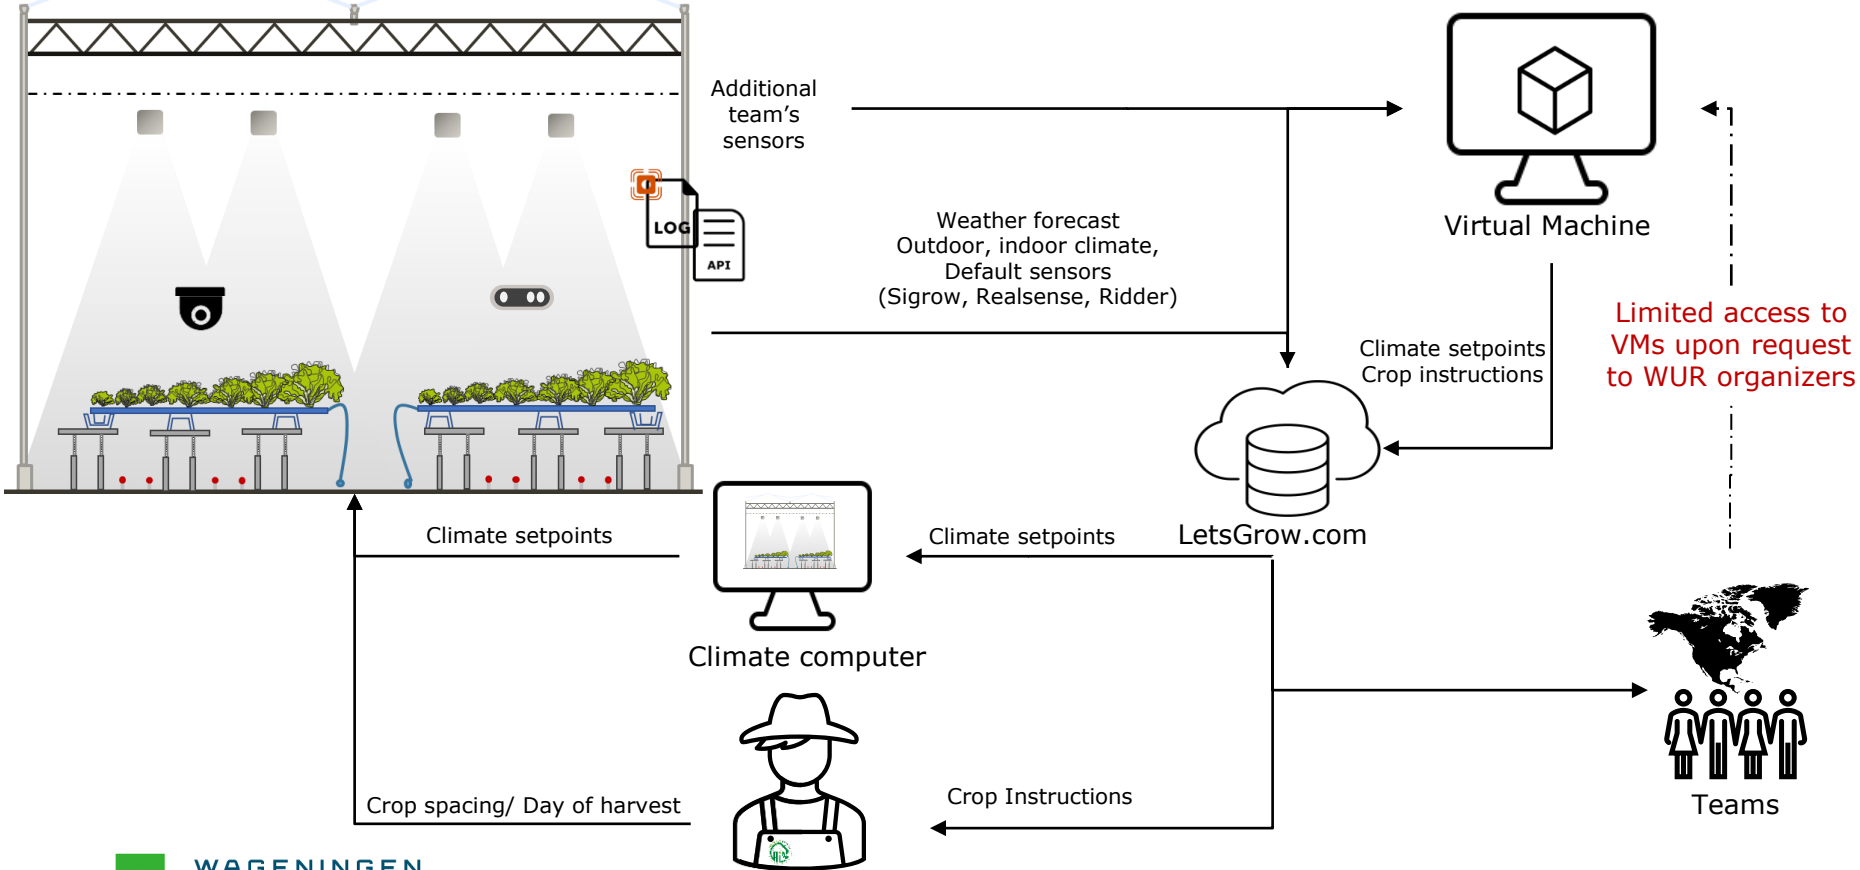 Additional
team's
sensors
LOG
API
Weather forecast
Outdoor, indoor climate,
Default sensors
(Sigrow, Realsense, Ridder)
Virtual Machine
Limited access to
VMs upon request
to WUR organizers
Climate setpoints
Crop instructions
LetsGrow.com
Climate setpoints
Climate setpoints
Climate computer
Crop spacing/ Day of harvest
Crop Instructions
Teams
WAGENINGEN